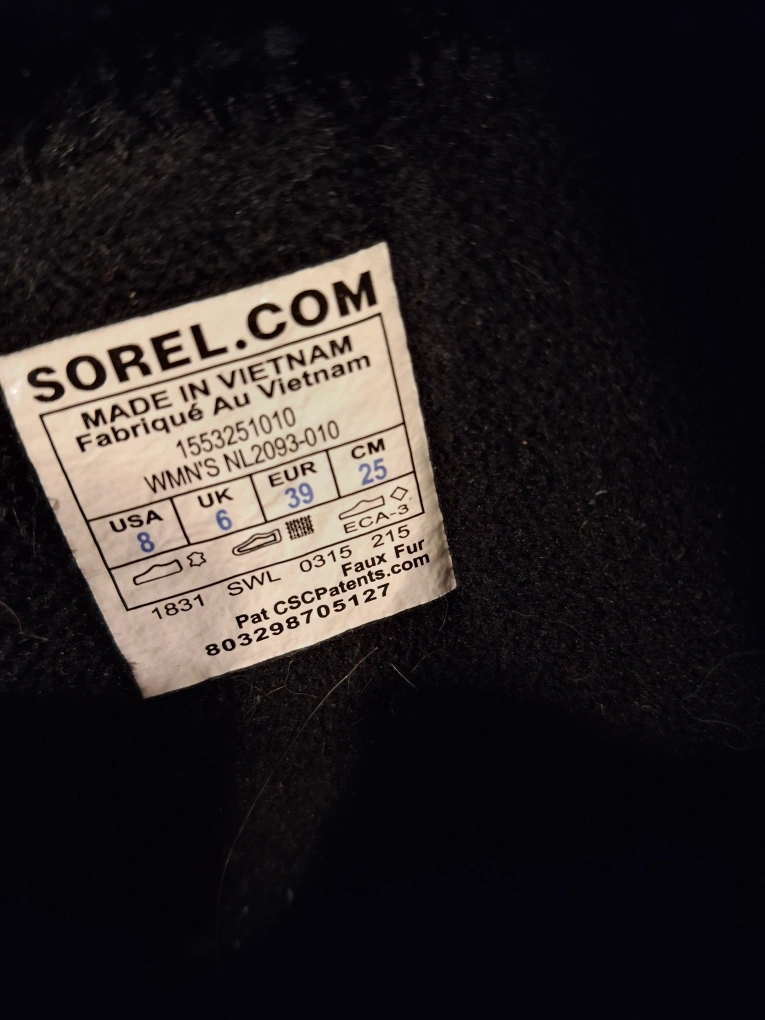 SOREL.COM
MADE IN VIETNAM
Fabriqué Au Vietnam
1553251010
WMN'S NL2093-010
USA UK EUR CM
8 6 39 25
ECA-3
1831 SWL 0315 215
Faux Fur
Pat CSCPatents.com
803298705127